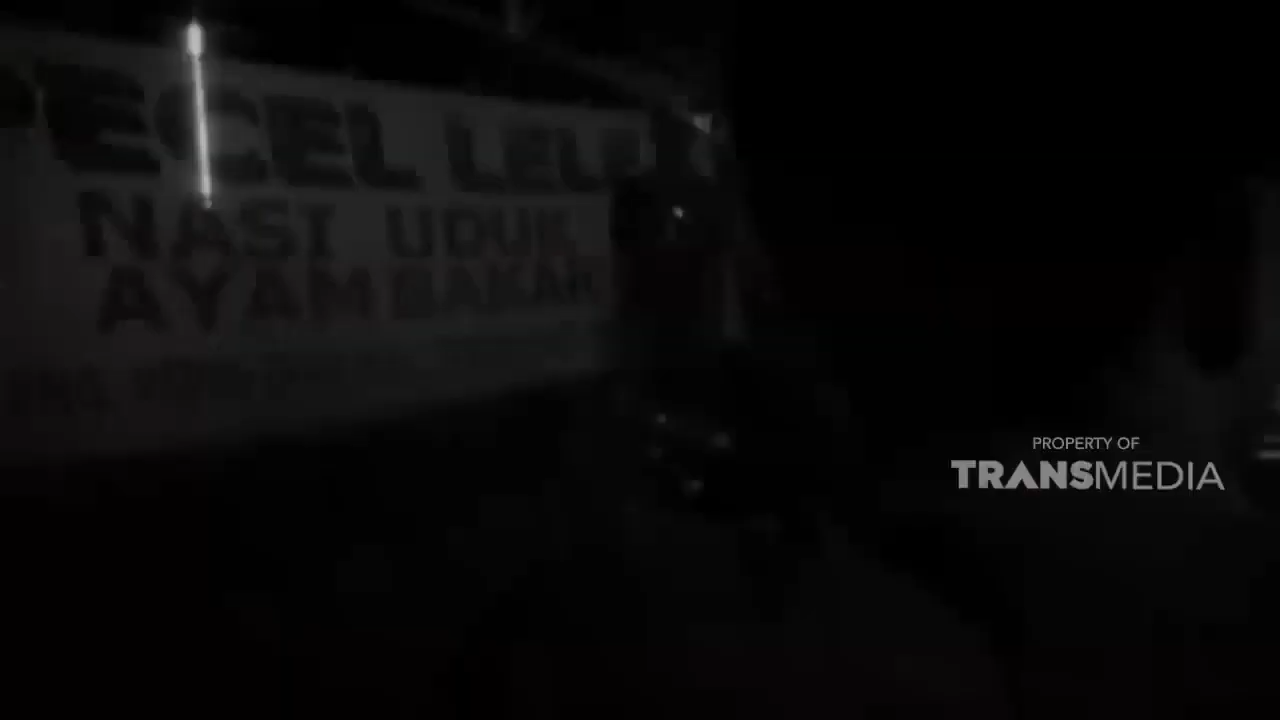 PECEL LELE
NASI UDUK
AYAM BAKAR
PROPERTY OF
TRANSMEDIA